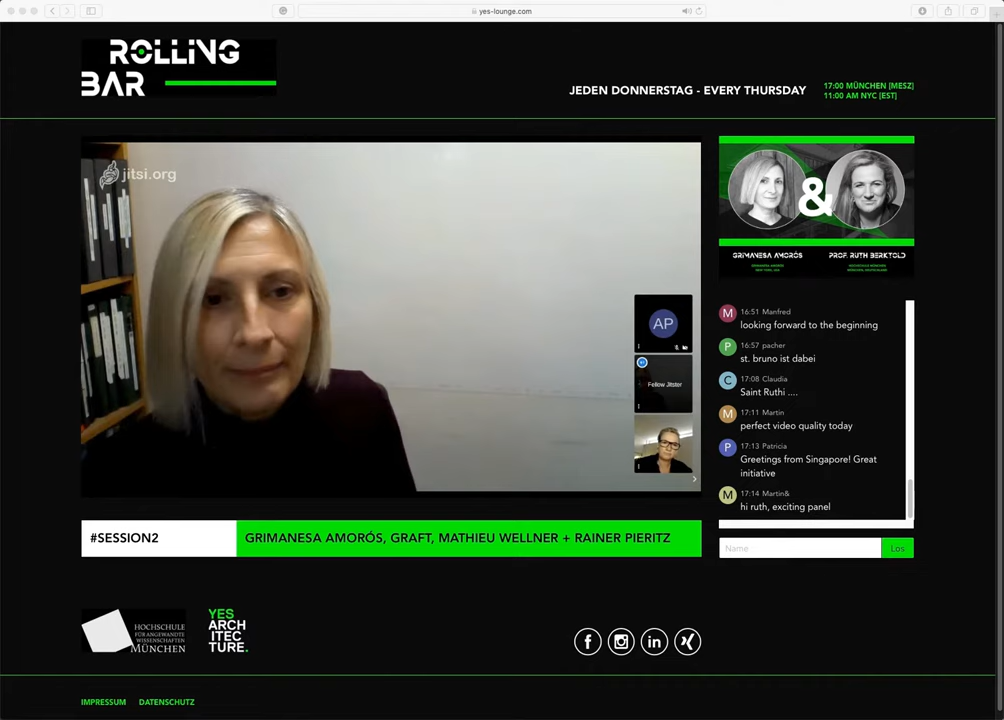 yes-lounge.com
ROLLING
BAR
JEDEN DONNERSTAG - EVERY THURSDAY
17:00 MÜNCHEN [MESZ]
11:00 AM NYC [EST]
jitsi.org
AP
Fellow Jitster
&
GRIMANESA AMORÓS
PROF. RUTH BERKTOLD
NEW YORK, USA
M 16:51 Manfred
looking forward to the beginning
P 16:57 pacher
st. bruno ist dabei
C 17:08 Claudia
Saint Ruthi ....
M 17:11 Martin
perfect video quality today
P 17:13 Patricia
Greetings from Singapore! Great
initiative
M 17:14 Martin&
hi ruth, exciting panel
Name
Los
#SESSION2
GRIMANESA AMORÓS, GRAFT, MATHIEU WELLNER + RAINER PIERITZ
HOCHSCHULE
FÜR ANGEWANDTE
WISSENSCHAFTEN
MÜNCHEN
YES
ARCH
ITEC
TURE.
f
in
IMPRESSUM
DATENSCHUTZ